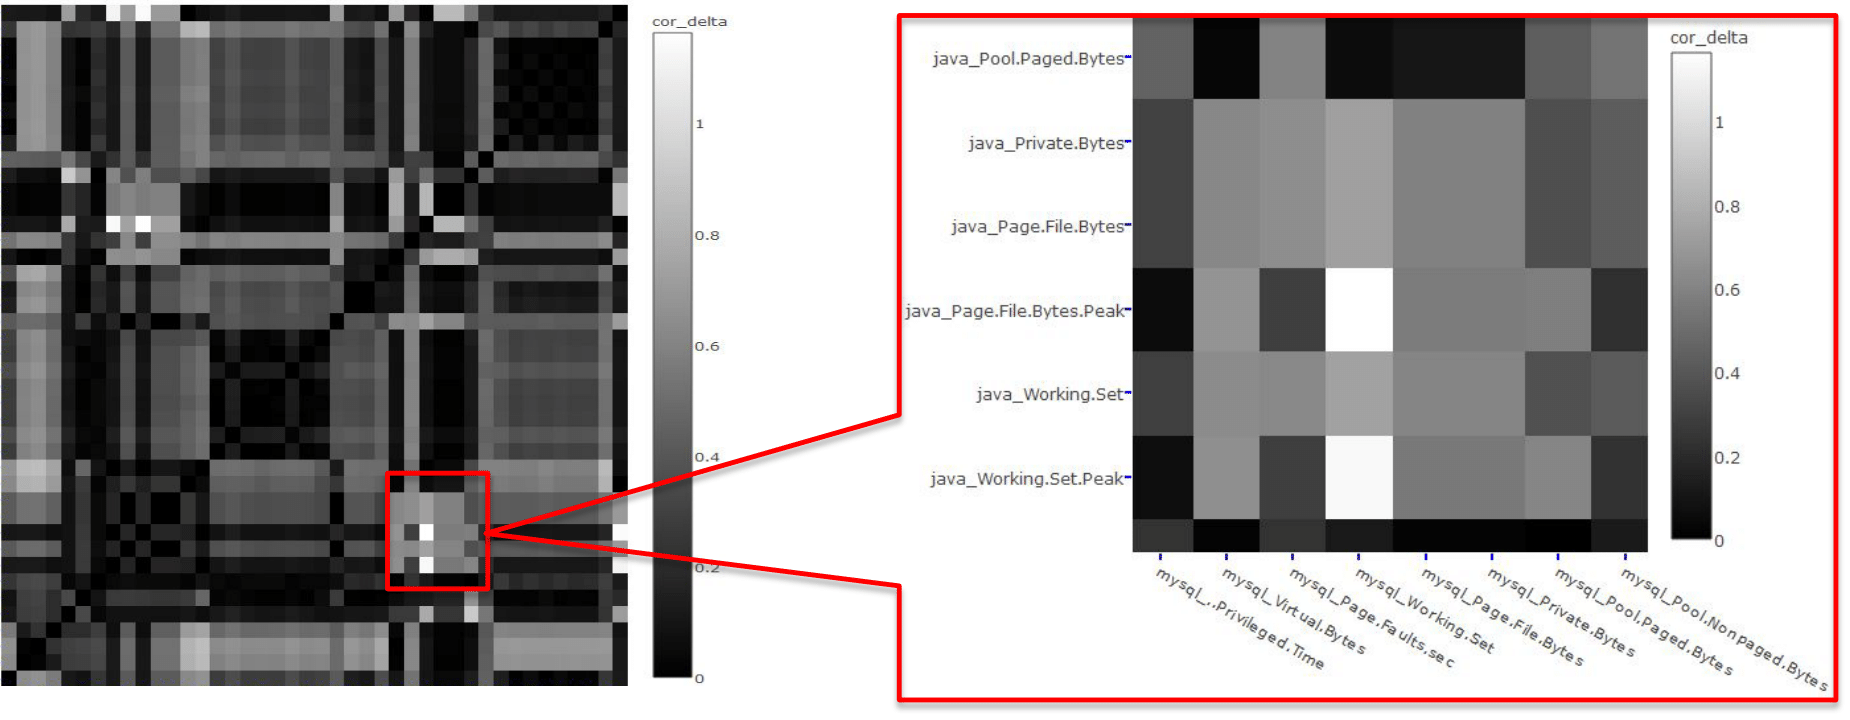 cor_delta
1
0.8
0.6
0.4
0.2
0
java_Pool.Paged.Bytes
java_Private.Bytes
java_Page.File.Bytes
java_Page.File.Bytes.Peak
java_Working.Set
java_Working.Set.Peak
mysql_..Privileged.Time
mysql_Virtual.Bytes
mysql_Page.Faults.sec
mysql_Working.Set
mysql_Page.File.Bytes
mysql_Private.Bytes
mysql_Pool.Paged.Bytes
mysql_Pool.Nonpaged.Bytes
cor_delta
1
0.8
0.6
0.4
0.2
0